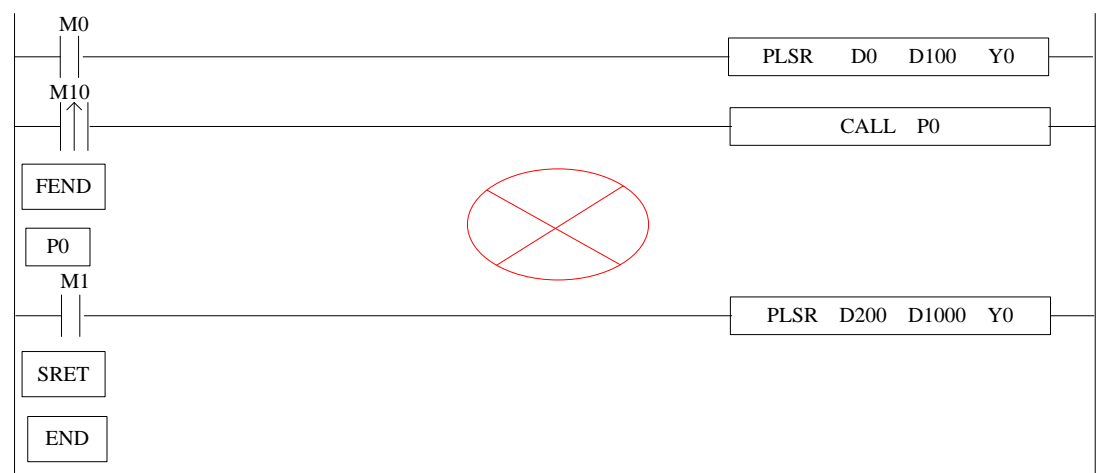 M0
PLSR D0 D100 Y0
M10
CALL P0
FEND
P0
M1
PLSR D200 D1000 Y0
SRET
END